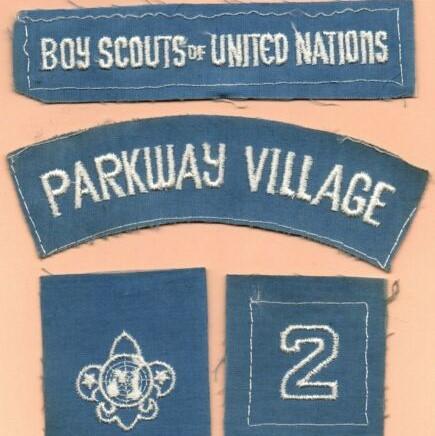 BOY SCOUTS OF UNITED NATIONS
PARKWAY VILLAGE
2